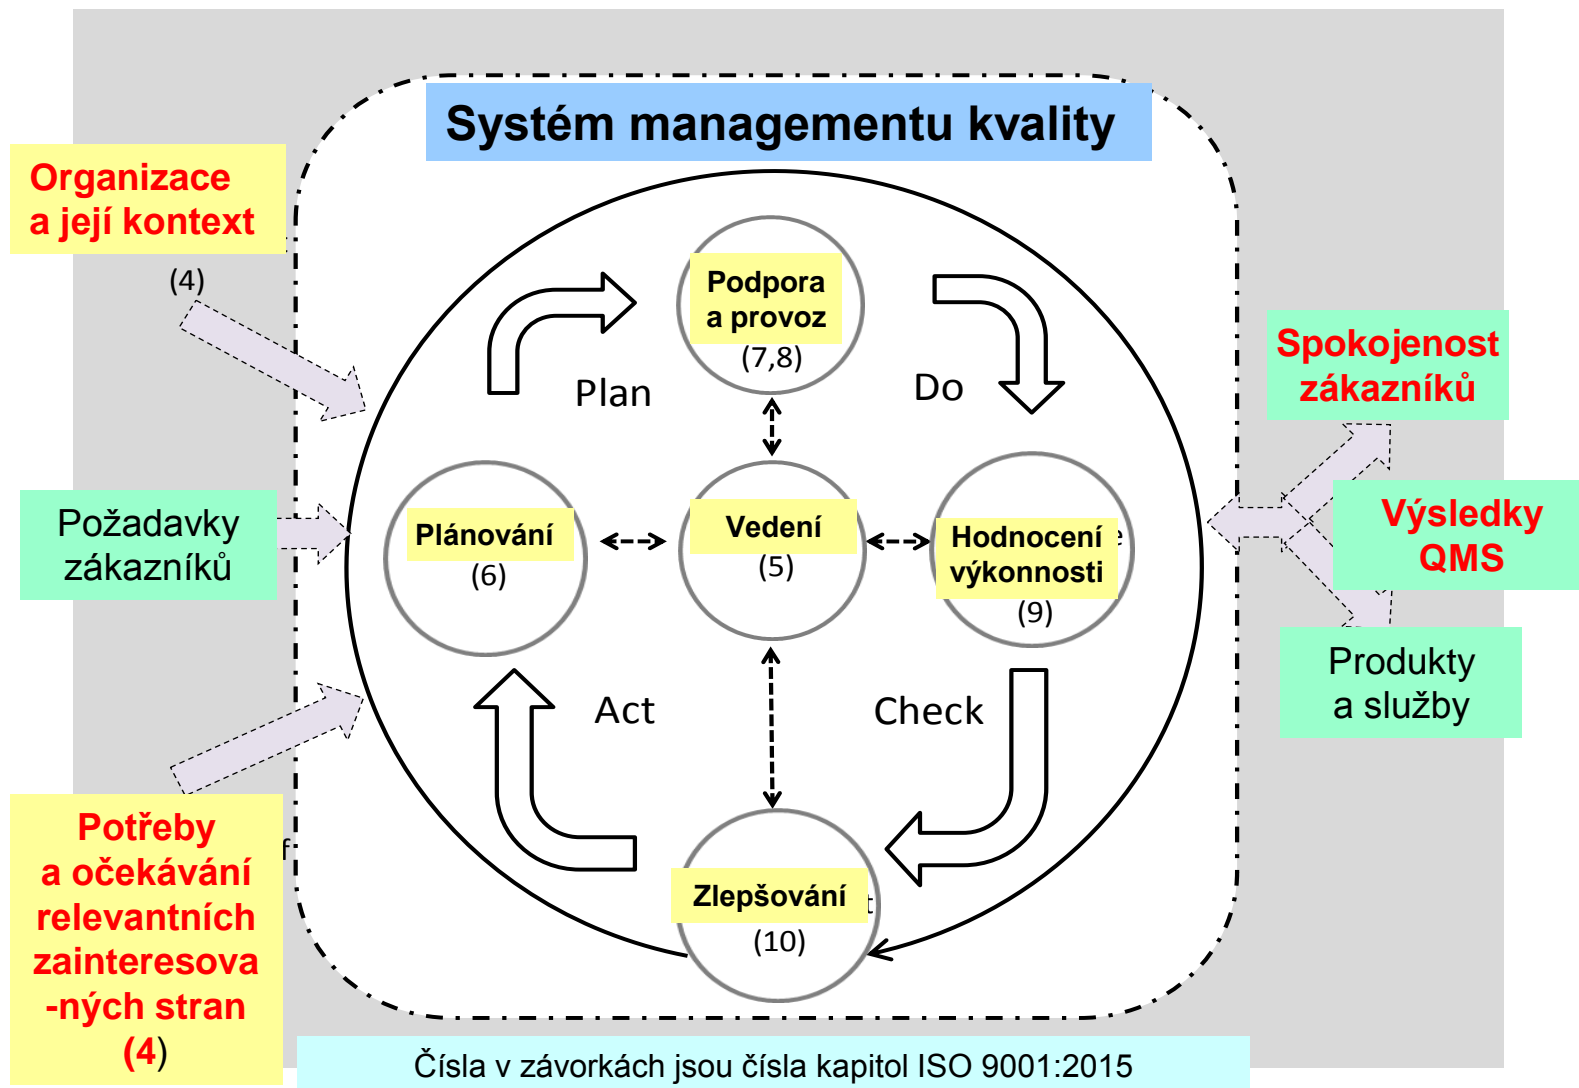 Systém managementu kvality
Organizace
a její kontext
(4)
Podpora
a provoz
(7,8)
Plan
Do
Spokojenost
zákazníků
Požadavky
zákazníků
Plánování
(6)
Vedení
(5)
Hodnocení
výkonnosti
(9)
Výsledky
QMS
Produkty
a služby
Act
Check
Potřeby
a očekávání
relevantních
zainteresova
-ných stran
(4)
Zlepšování
(10)
Čísla v závorkách jsou čísla kapitol ISO 9001:2015